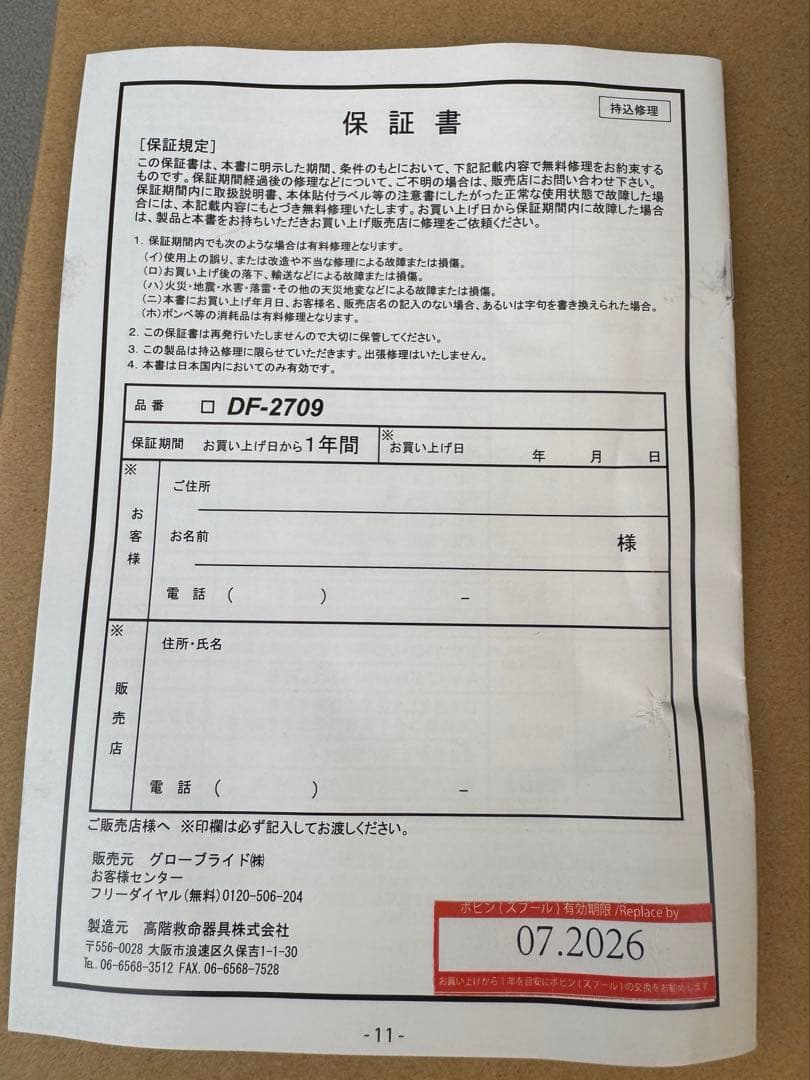 持込修理
保証書
[保証規定]
この保証書は、本書に明示した期間、条件のもとにおいて、下記記載内容で無料修理をお約束する
ものです。保証期間経過後の修理などについて、ご不明の場合は、販売店にお問い合わせ下さい。
保証期間内に取扱説明書、本体貼付ラベル等の注意書にしたがった正常な使用状態で故障した場
合には、本記載内容にもとづき無料修理いたします。お買い上げ日から保証期間内に故障した場合
は、製品と本書をお持ちいただきお買い上げ販売店に修理をご依頼ください。
1. 保証期間内でも次のような場合は有料修理となります。
(イ)使用上の誤り、または改造や不当な修理による故障または損傷。
(ロ)お買い上げ後の落下、輸送などによる故障または損傷。
(ハ)火災・地震・水害・落雷・その他の天災地変などによる故障または損傷。
(ニ)本書にお買い上げ年月日、お客様名、販売店名の記入のない場合、あるいは字句を書き換えられた場合。
(ホ)ボンベ等の消耗品は有料修理となります。
2. この保証書は再発行いたしませんので大切に保管してください。
3. この製品は持込修理に限らせていただきます。出張修理はいたしません。
4. 本書は日本国内においてのみ有効です。
品番 □ DF-2709
保証期間 お買い上げ日から1年間 ※お買い上げ日 年 月 日
※お客様
ご住所
お名前 様
電話 ( ) －
※販売店
住所・氏名
電話 ( ) －
ご販売店様へ ※印欄は必ず記入してお渡しください。
販売元 グローブライド㈱
お客様センター
フリーダイヤル(無料)0120-506-204
製造元 高階救命器具株式会社
〒556-0028 大阪市浪速区久保吉1-1-30
TEL. 06-6568-3512 FAX. 06-6568-7528
ボビン(スプール)有効期限/Replace by
07.2026
お買い上げから1年を目安にボビン(スプール)の交換をお勧めします
-11-